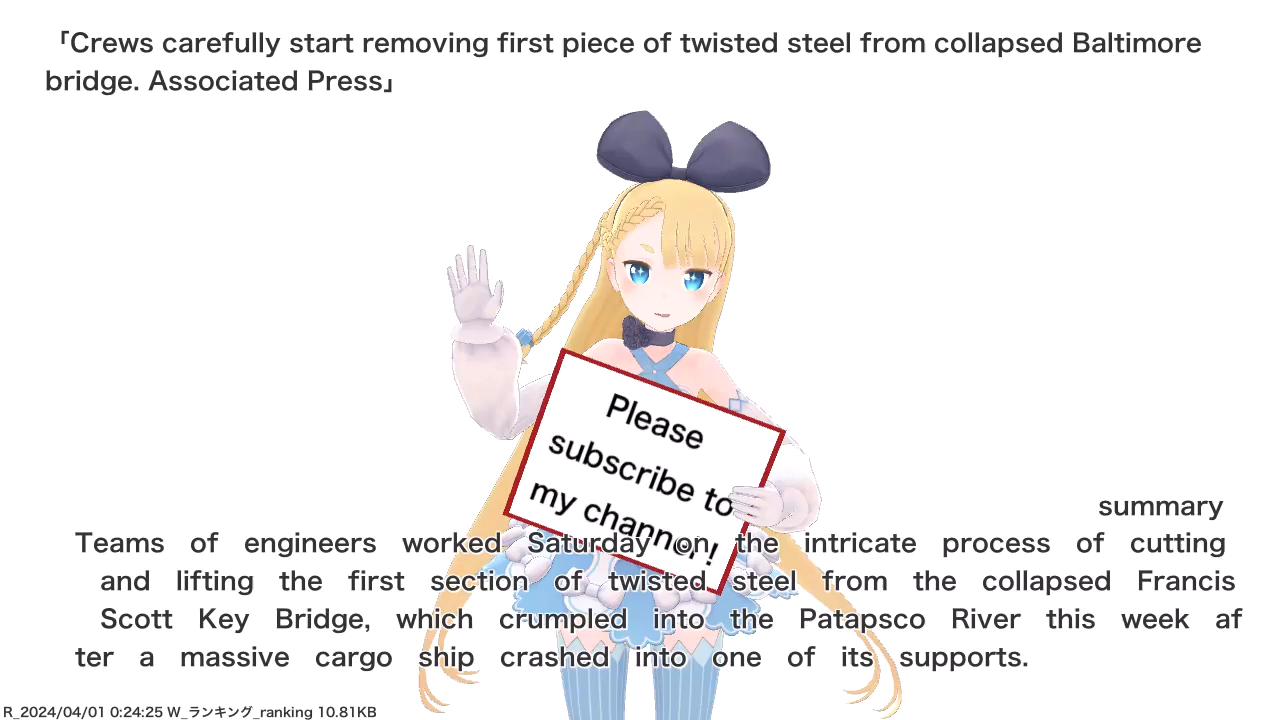 「Crews carefully start removing first piece of twisted steel from collapsed Baltimore
bridge. Associated Press」
Please
subscribe to
my channel!
summary
Teams of engineers worked Saturday on the intricate process of cutting
and lifting the first section of twisted steel from the collapsed Francis
Scott Key Bridge, which crumpled into the Patapsco River this week af
ter a massive cargo ship crashed into one of its supports.
R_2024/04/01 0:24:25 W_ランキング_ranking 10.81KB